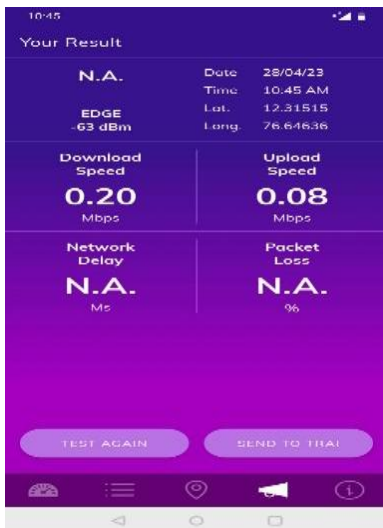 10:45
Your Result
N.A.
EDGE
-63 dBm
Date 28/04/23
Time 10:45 AM
Lat. 12.31515
Long. 76.64636
Download Speed
0.20
Mbps
Upload Speed
0.08
Mbps
Network Delay
N.A.
Ms
Packet Loss
N.A.
%
TEST AGAIN
SEND TO TRAI